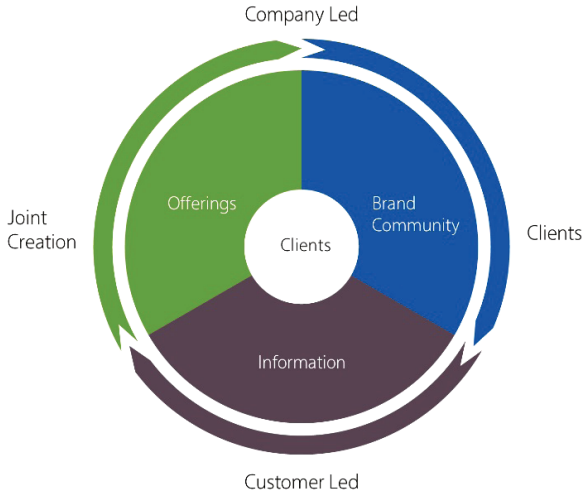 Company Led
Offerings
Brand
Community
Joint
Creation
Clients
Clients
Information
Customer Led